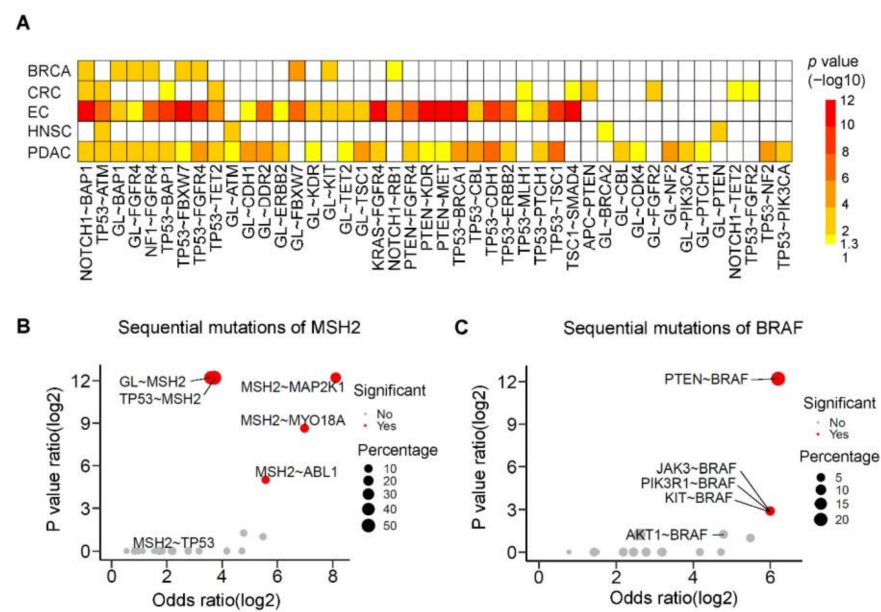 A
p value
(−log10)
BRCA
CRC
EC
HNSC
PDAC
12
10
8
6
4
2
1.3
1
NOTCH1~BAP1
TP53~ATM
GL~BAP1
GL~FGFR4
NF1~FGFR4
TP53~BAP1
TP53~FBXW7
TP53~FGFR4
TP53~TET2
GL~ATM
GL~CDH1
GL~DDR2
GL~ERBB2
GL~FBXW7
GL~KDR
GL~KIT
GL~TET2
GL~TSC1
KRAS~FGFR4
NOTCH1~RB1
PTEN~FGFR4
PTEN~KDR
PTEN~MET
TP53~BRCA1
TP53~CBL
TP53~CDH1
TP53~ERBB2
TP53~MLH1
TP53~PTCH1
TP53~TSC1
TSC1~SMAD4
APC~PTEN
GL~BRCA2
GL~CBL
GL~CDK4
GL~FGFR2
GL~NF2
GL~PIK3CA
GL~PTCH1
GL~PTEN
NOTCH1~TET2
TP53~FGFR2
TP53~NF2
TP53~PIK3CA
B
Sequential mutations of MSH2
P value ratio(log2)
12
9
6
3
0
GL~MSH2
TP53~MSH2
MSH2~MAP2K1
MSH2~MYO18A
MSH2~ABL1
MSH2~TP53
0 2 4 6 8
Odds ratio(log2)
Significant
No
Yes
Percentage
10
20
30
40
50
C
Sequential mutations of BRAF
P value ratio(log2)
12
9
6
3
0
PTEN~BRAF
JAK3~BRAF
PIK3R1~BRAF
KIT~BRAF
AKT1~BRAF
0 2 4 6
Odds ratio(log2)
Significant
No
Yes
Percentage
5
10
15
20